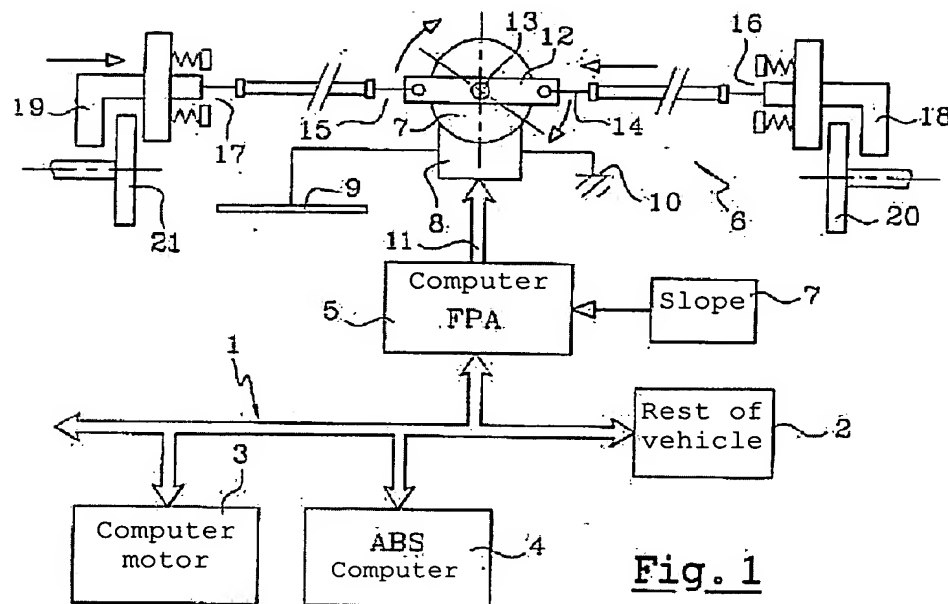 13
12
16
19
17
15
7
14
18
9
8
10
6
21
20
11
Computer
FPA
5
Slope
7
1
Rest of
vehicle
2
3
Computer
motor
ABS
Computer
4
Fig. 1